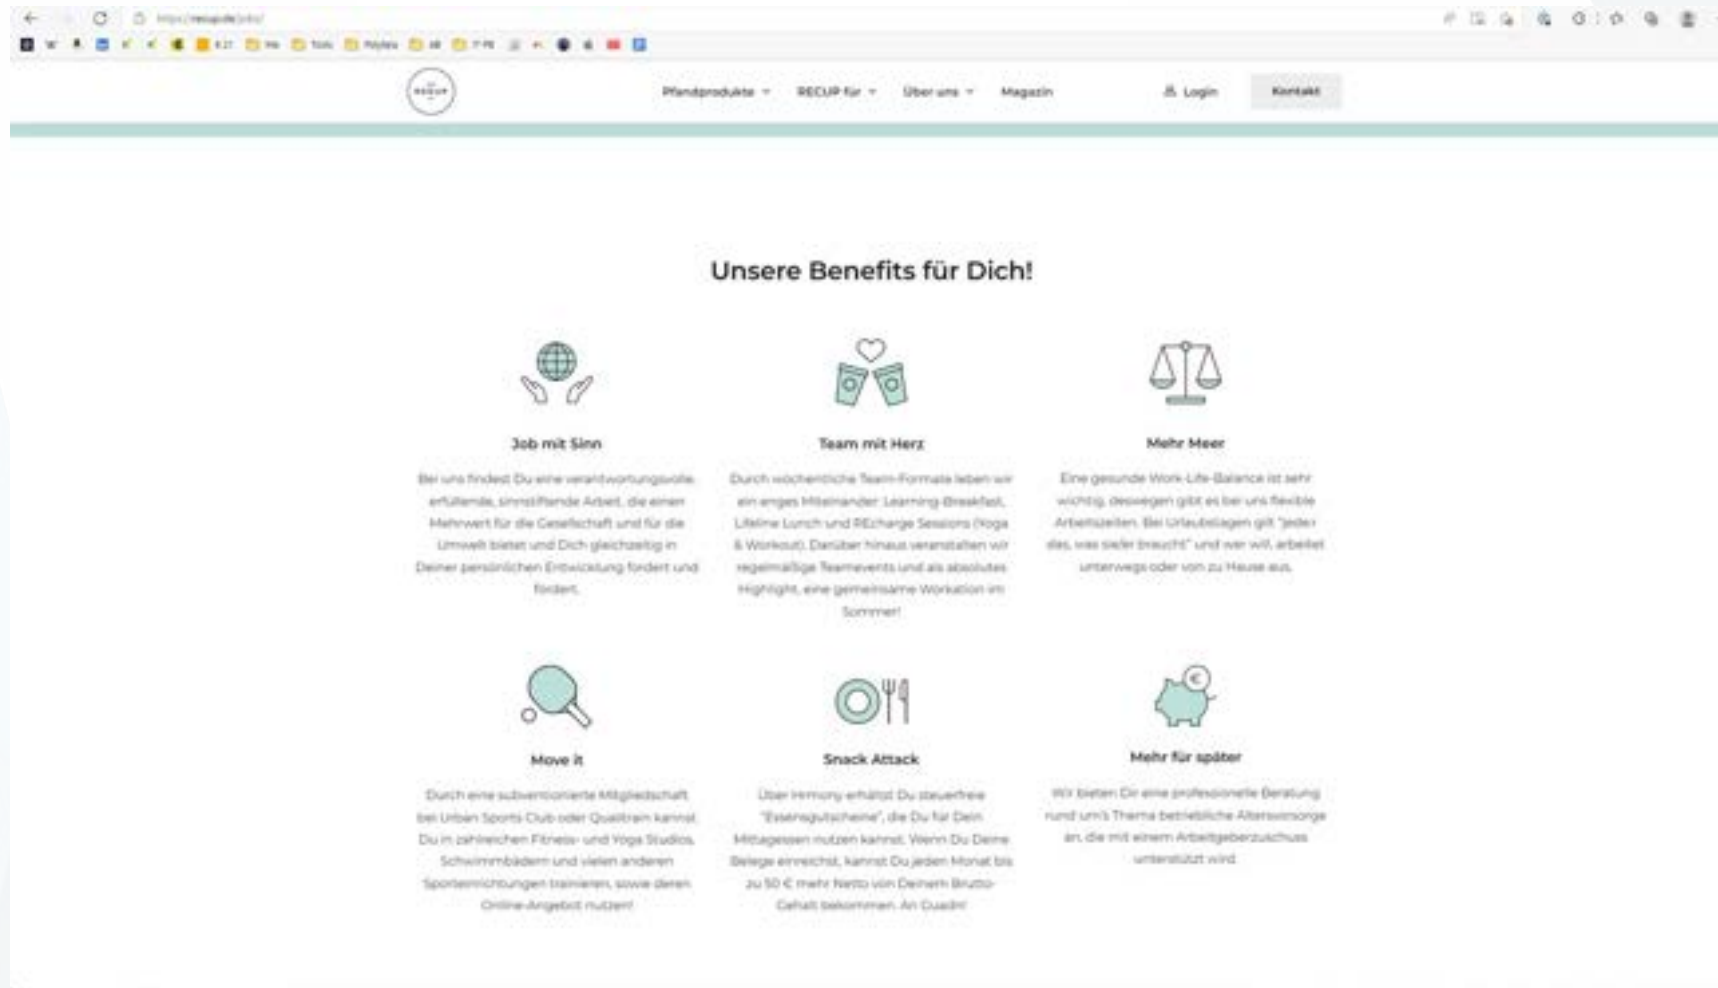 https://recup.de/jobs/
RECUP
Pfandprodukte
RECUP für
Über uns
Magazin
Login
Kontakt
Unsere Benefits für Dich!
Job mit Sinn
Bei uns findest Du eine verantwortungsvolle,
erfüllende, sinnstiftende Arbeit, die einen
Mehrwert für die Gesellschaft und für die
Umwelt bietet und Dich gleichzeitig in
Deiner persönlichen Entwicklung fordert und
fördert.
Team mit Herz
Durch wöchentliche Team-Formate leben wir
ein enges Miteinander: Learning-Breakfast,
Lifeline Lunch und REcharge Sessions (Yoga
& Workout). Darüber hinaus veranstalten wir
regelmäßige Teamevents und als absolutes
Highlight, eine gemeinsame Workation im
Sommer!
Mehr Meer
Eine gesunde Work-Life-Balance ist sehr
wichtig, deswegen gibt es bei uns flexible
Arbeitszeiten. Bei Urlaubstagen gilt "jede:r
das, was sie/er braucht" und wer will, arbeitet
unterwegs oder von zu Hause aus.
Move it
Durch eine subventionierte Mitgliedschaft
bei Urban Sports Club oder Qualitrain kannst
Du in zahlreichen Fitness- und Yoga Studios,
Schwimmbädern und vielen anderen
Sporteinrichtungen trainieren, sowie deren
Online-Angebot nutzen!
Snack Attack
Über Hrmony erhältst Du steuerfreie
"Essensgutscheine", die Du für Dein
Mittagessen nutzen kannst. Wenn Du Deine
Belege einreichst, kannst Du jeden Monat bis
zu 50 € mehr Netto von Deinem Brutto-
Gehalt bekommen. An Guadn!
Mehr für später
Wir bieten Dir eine professionelle Beratung
rund um's Thema betriebliche Altersvorsorge
an, die mit einem Arbeitgeberzuschuss
unterstützt wird.